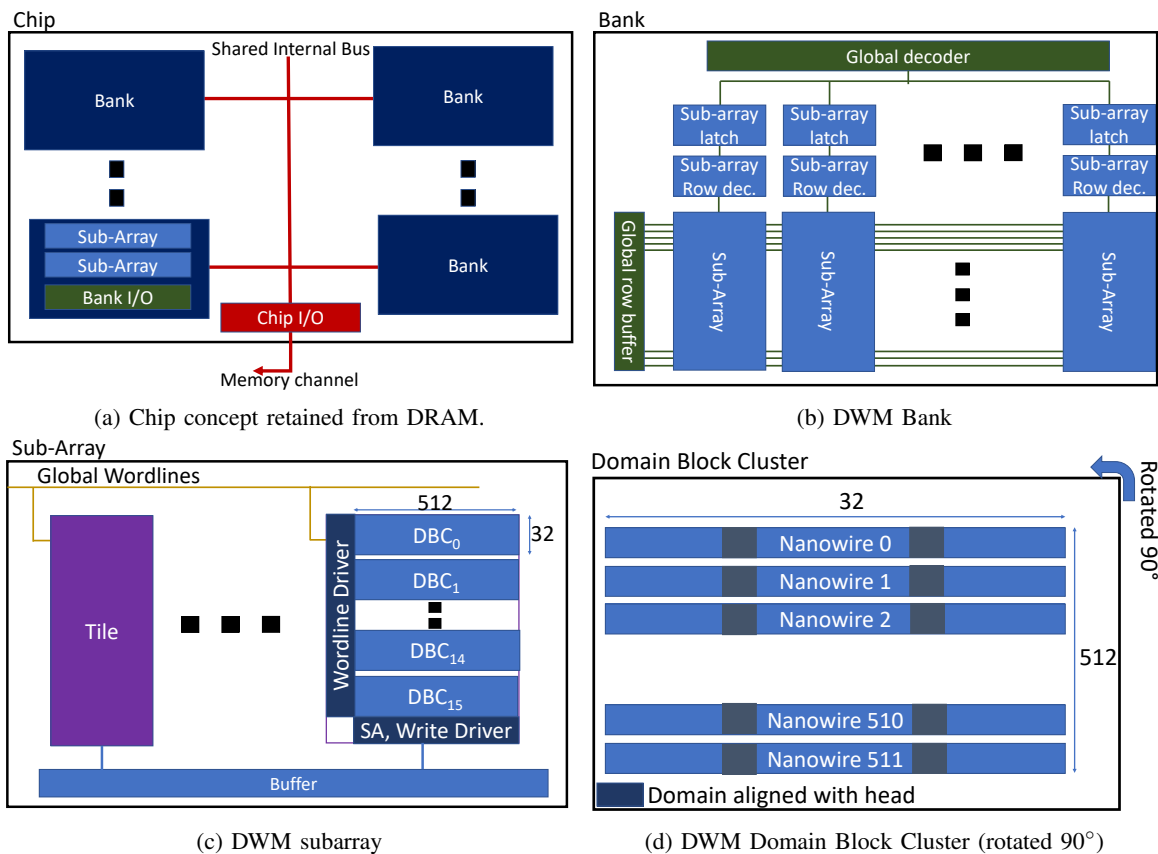 Chip
Shared Internal Bus
Bank
Bank
Sub-Array
Sub-Array
Bank I/O
Bank
Chip I/O
Memory channel
(a) Chip concept retained from DRAM.
Bank
Global decoder
Sub-array latch
Sub-array latch
Sub-array latch
Sub-array Row dec.
Sub-array Row dec.
Sub-array Row dec.
Global row buffer
Sub-Array
Sub-Array
Sub-Array
(b) DWM Bank
Sub-Array
Global Wordlines
512
32
Tile
Wordline Driver
DBC0
DBC1
DBC14
DBC15
SA, Write Driver
Buffer
(c) DWM subarray
Domain Block Cluster
Rotated 90°
32
Nanowire 0
Nanowire 1
Nanowire 2
512
Nanowire 510
Nanowire 511
Domain aligned with head
(d) DWM Domain Block Cluster (rotated 90°)